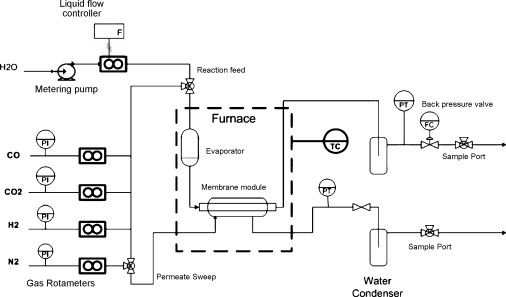 Liquid flow
controller
F
H2O
Metering pump
Reaction feed
Furnace
PT
Back pressure valve
FC
Sample Port
TC
Evaporator
PI
CO
PI
CO2
Membrane module
PT
PI
H2
PI
N2
Gas Rotameters
Permeate Sweep
Sample Port
Water
Condenser